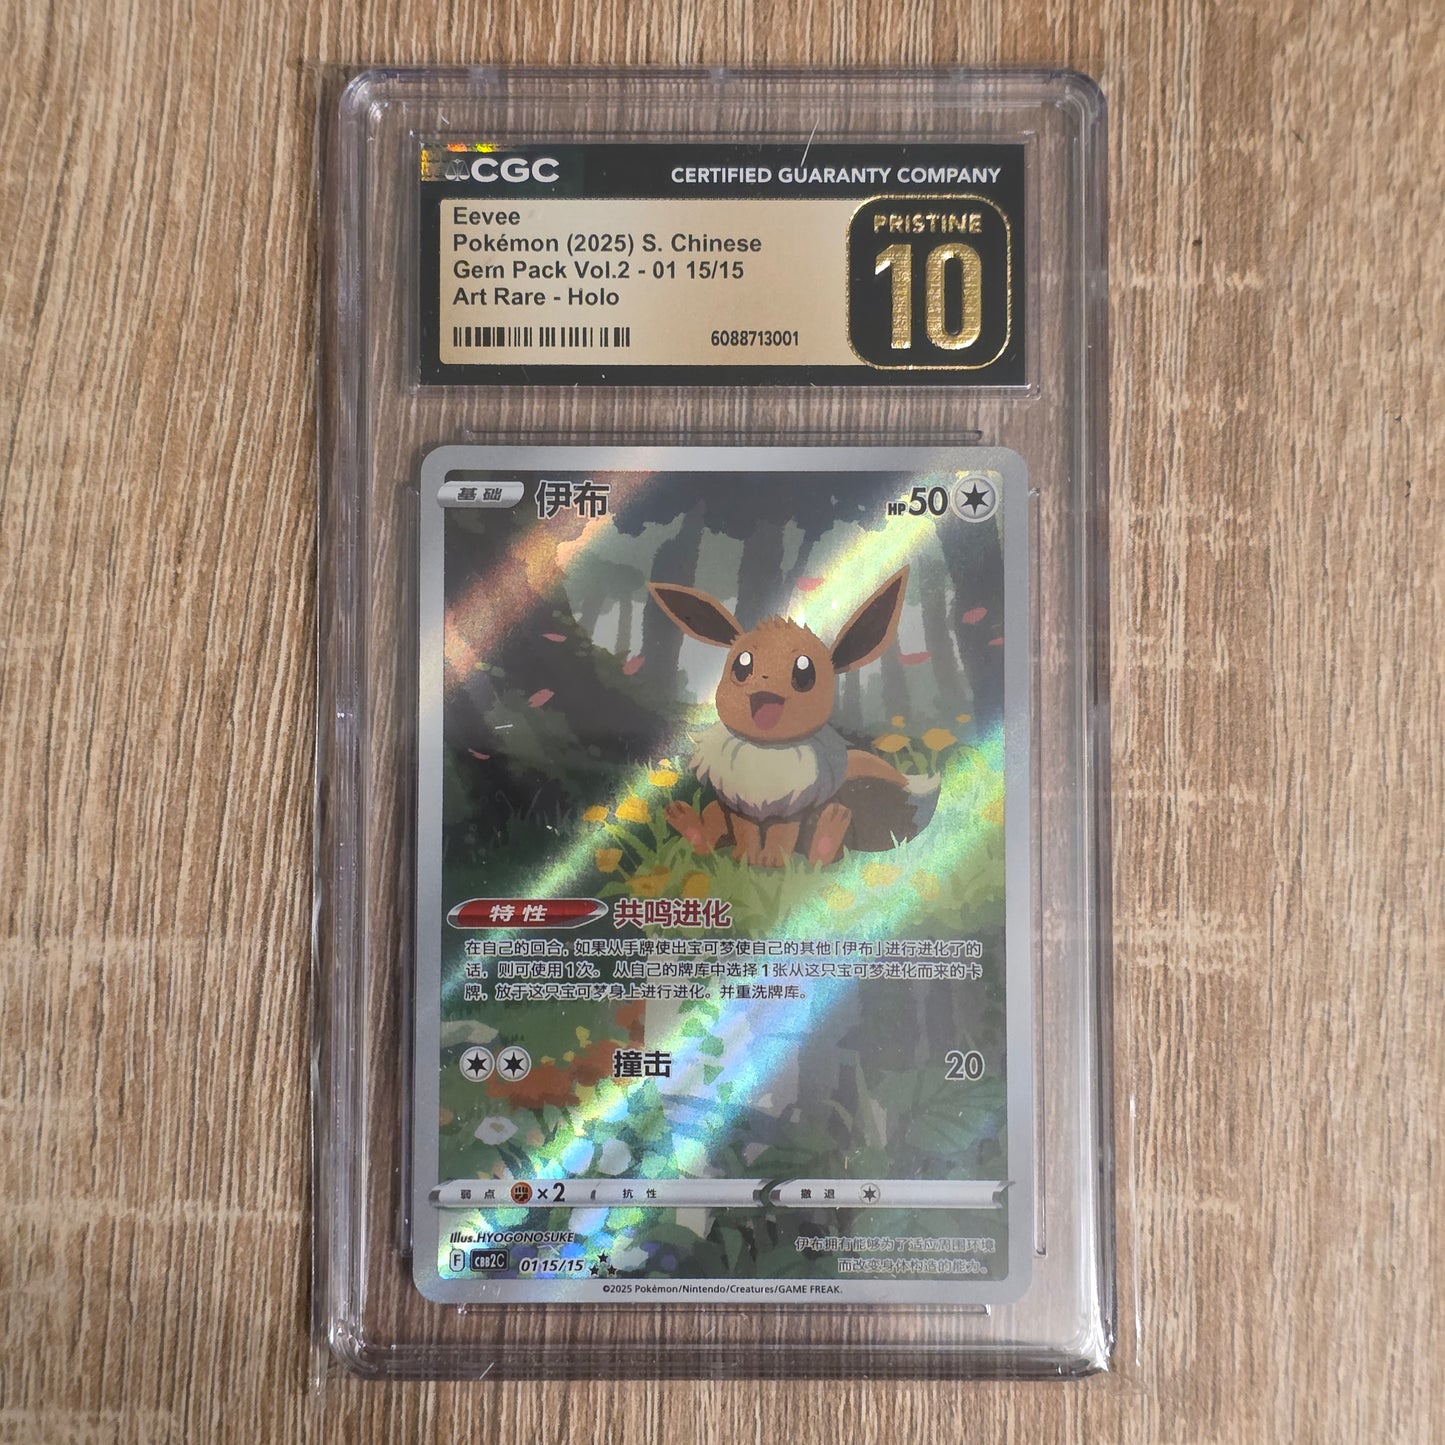 CGC
CERTIFIED GUARANTY COMPANY
Eevee
Pokémon (2025) S. Chinese
Gem Pack Vol.2 - 01 15/15
Art Rare - Holo
6088713001
PRISTINE
10
基础 伊布 HP50
特性 共鸣进化
在自己的回合，如果从手牌使出宝可梦使自己的其他「伊布」进行进化了的
话，则可使用1次。从自己的牌库中选择1张从这只宝可梦进化而来的卡
牌，放于这只宝可梦身上进行进化。并重洗牌库。
撞击 20
弱点 ×2 抗性 撤退
Illus.HYOGONOSUKE
F CBB2C 01 15/15
伊布拥有能够为了适应周围环境
而改变身体构造的能力。
©2025 Pokémon/Nintendo/Creatures/GAME FREAK.